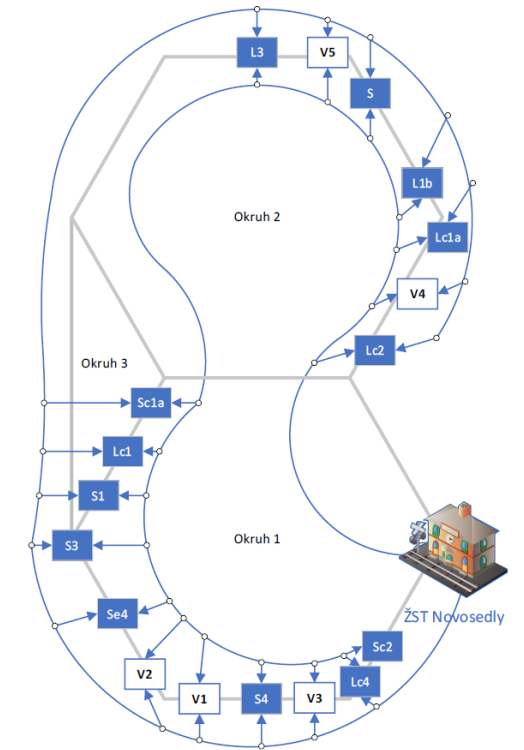 L3
V5
S
L1b
Okruh 2
Lc1a
V4
Lc2
Okruh 3
Sc1a
Lc1
S1
Okruh 1
S3
Se4
ŽST Novosedly
Sc2
V2
Lc4
V1
S4
V3